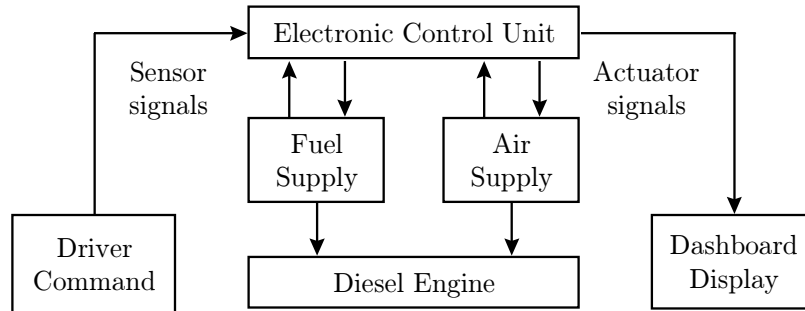 Electronic Control Unit
Sensor
signals
Actuator
signals
Fuel
Supply
Air
Supply
Driver
Command
Diesel Engine
Dashboard
Display